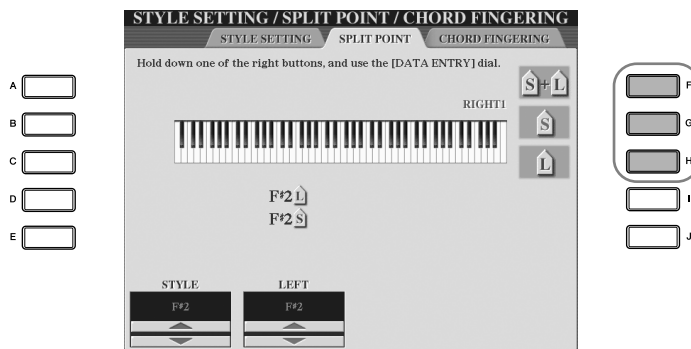 STYLE SETTING / SPLIT POINT / CHORD FINGERING
STYLE SETTING SPLIT POINT CHORD FINGERING
Hold down one of the right buttons, and use the [DATA ENTRY] dial.
S+L
RIGHT1
S
L
F♯2 L
F♯2 S
STYLE LEFT
F♯2 F♯2
A
B
C
D
E
F
G
H
I
J